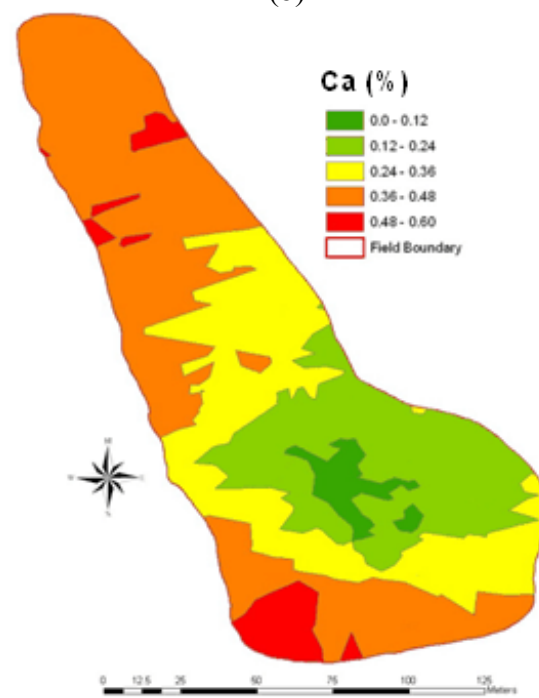 Ca (%)
0.0 - 0.12
0.12 - 0.24
0.24 - 0.36
0.36 - 0.48
0.48 - 0.60
Field Boundary
0 12.5 25 50 75 100 125
Meters